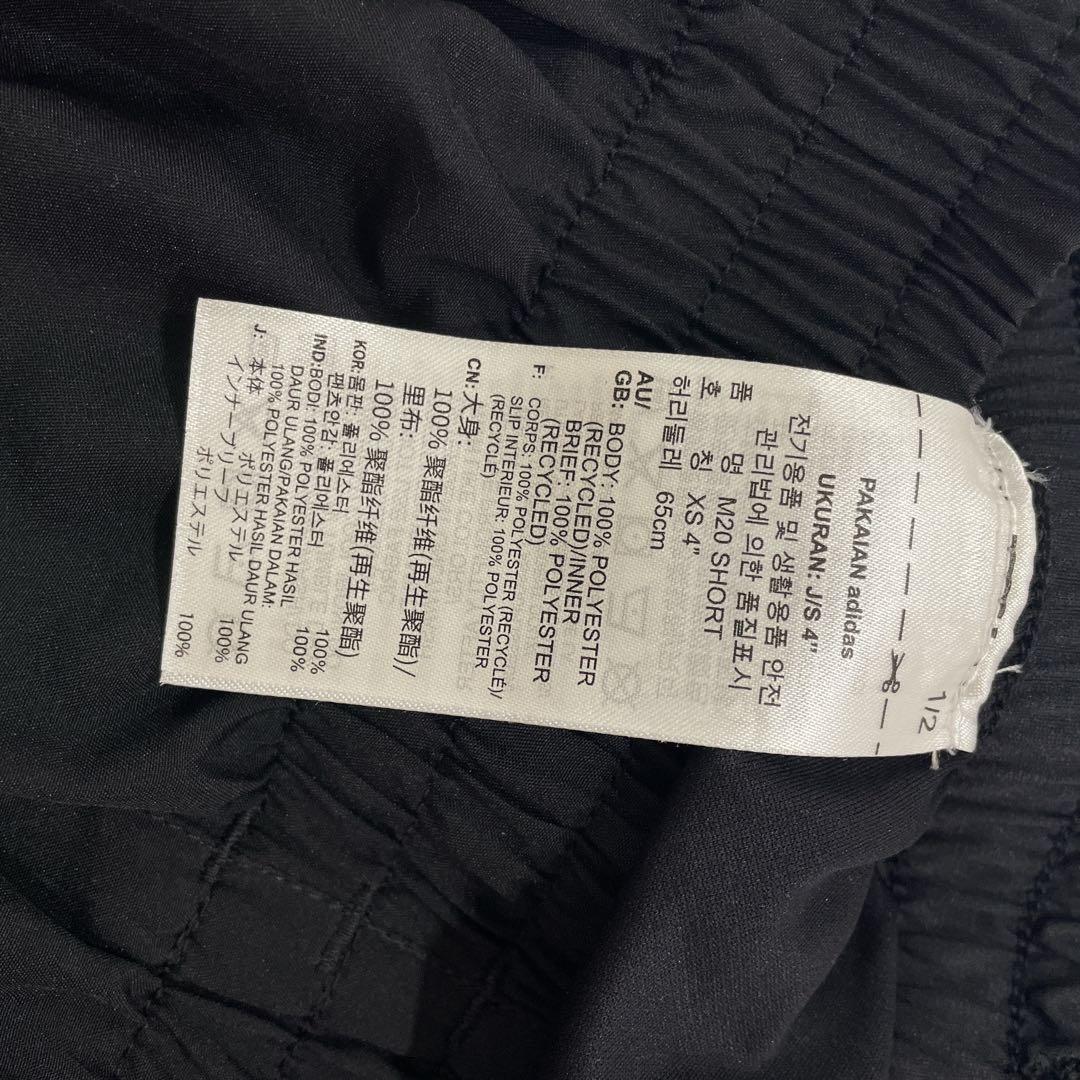 1/2
PAKAIAN adidas
UKURAN: J/S 4"
전기용품 및 생활용품 안전
관리법에 의한 품질표시
품 명 M20 SHORT
호 칭 XS 4"
허리둘레 65cm
AU/
GB: BODY: 100% POLYESTER
(RECYCLED)/INNER
BRIEF: 100% POLYESTER
(RECYCLED)
F: CORPS: 100% POLYESTER (RECYCLÉ)/
SLIP INTERIEUR: 100% POLYESTER
(RECYCLÉ)
CN:大身:
100% 聚酯纤维(再生聚酯)/
里布:
100% 聚酯纤维(再生聚酯)
KOR:몸판: 폴리에스터 100%
팬츠안감: 폴리에스터 100%
IND:BODI: 100% POLYESTER HASIL
DAUR ULANG/PAKAIAN DALAM:
100% POLYESTER HASIL DAUR ULANG
J: 本体 ポリエステル 100%
インナーブリーフ ポリエステル 100%